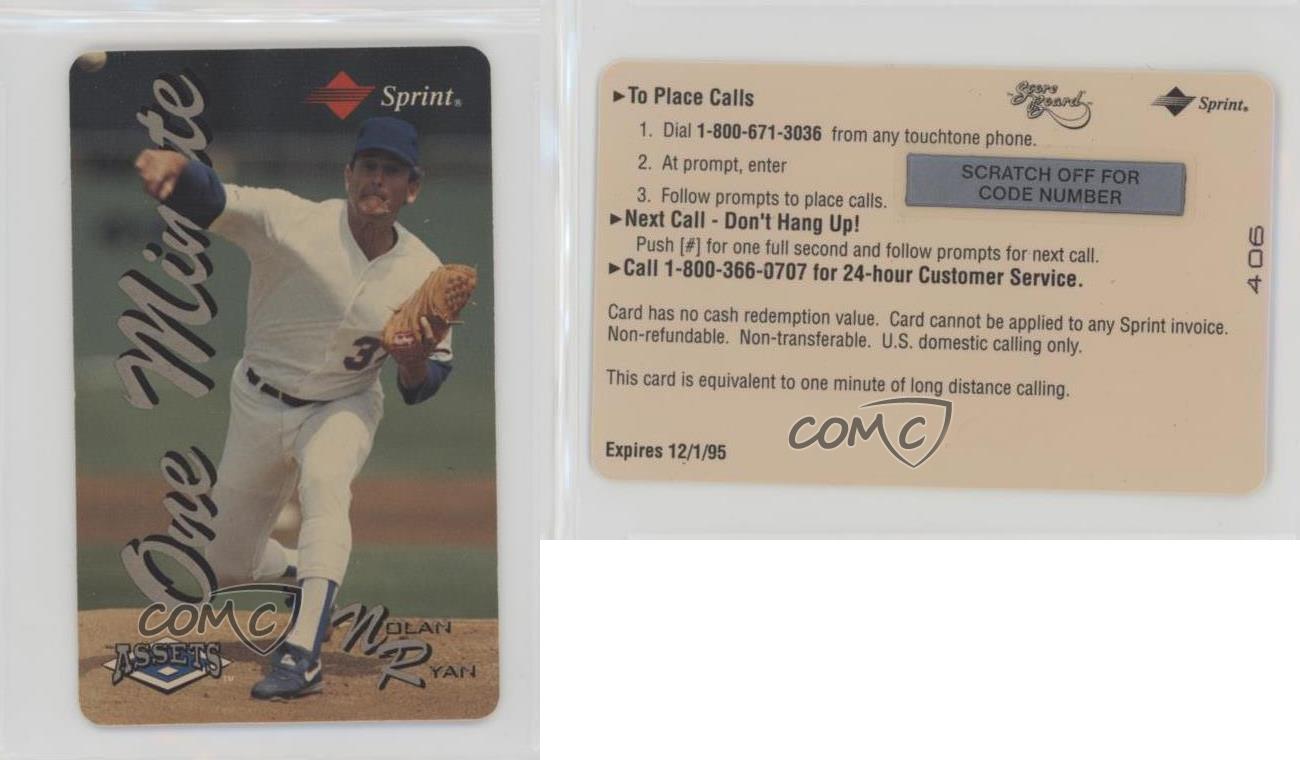 One Minute
Sprint®
3
ASSETS™
NOLAN
RYAN
COMC
►To Place Calls
Score Board
Sprint®
1. Dial 1-800-671-3036 from any touchtone phone.
2. At prompt, enter
SCRATCH OFF FOR
CODE NUMBER
3. Follow prompts to place calls.
►Next Call - Don't Hang Up!
Push [#] for one full second and follow prompts for next call.
►Call 1-800-366-0707 for 24-hour Customer Service.
406
Card has no cash redemption value. Card cannot be applied to any Sprint invoice.
Non-refundable. Non-transferable. U.S. domestic calling only.
This card is equivalent to one minute of long distance calling.
COMC
Expires 12/1/95